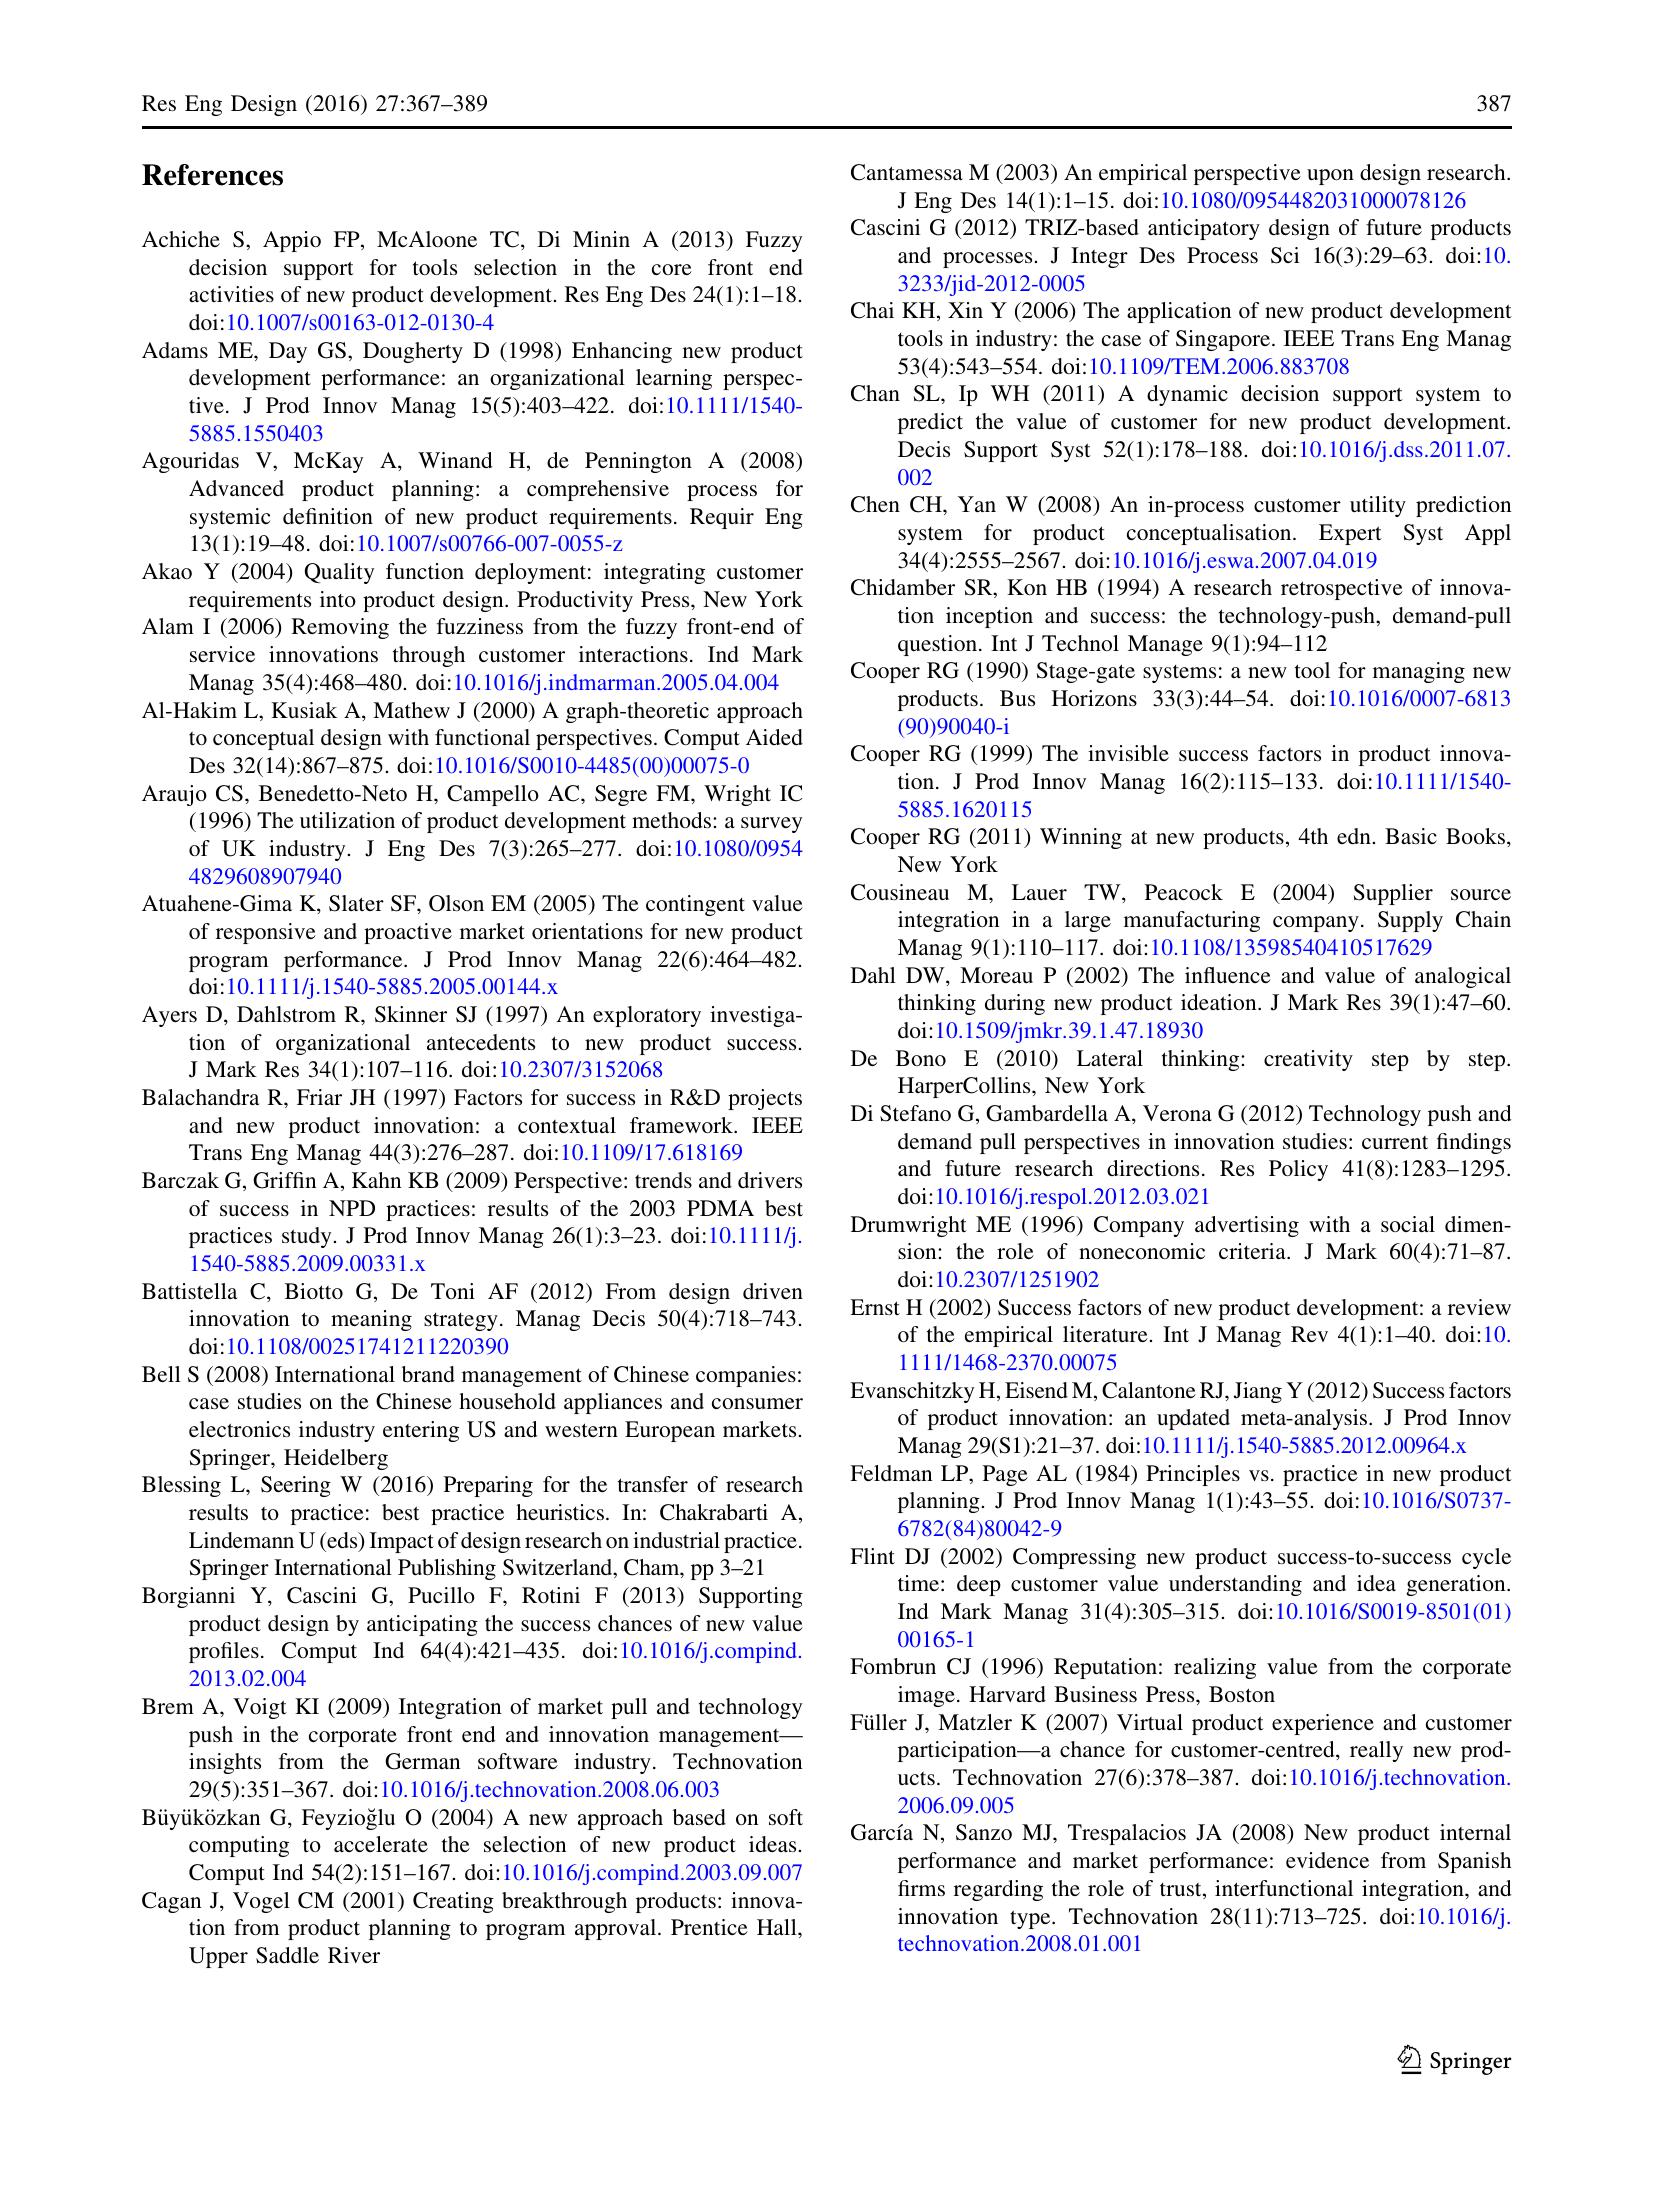 Res Eng Design (2016) 27:367–389
387
References
Achiche S, Appio FP, McAloone TC, Di Minin A (2013) Fuzzy
decision support for tools selection in the core front end
activities of new product development. Res Eng Des 24(1):1–18.
doi:10.1007/s00163-012-0130-4
Adams ME, Day GS, Dougherty D (1998) Enhancing new product
development performance: an organizational learning perspec-
tive. J Prod Innov Manag 15(5):403–422. doi:10.1111/1540-
5885.1550403
Agouridas V, McKay A, Winand H, de Pennington A (2008)
Advanced product planning: a comprehensive process for
systemic definition of new product requirements. Requir Eng
13(1):19–48. doi:10.1007/s00766-007-0055-z
Akao Y (2004) Quality function deployment: integrating customer
requirements into product design. Productivity Press, New York
Alam I (2006) Removing the fuzziness from the fuzzy front-end of
service innovations through customer interactions. Ind Mark
Manag 35(4):468–480. doi:10.1016/j.indmarman.2005.04.004
Al-Hakim L, Kusiak A, Mathew J (2000) A graph-theoretic approach
to conceptual design with functional perspectives. Comput Aided
Des 32(14):867–875. doi:10.1016/S0010-4485(00)00075-0
Araujo CS, Benedetto-Neto H, Campello AC, Segre FM, Wright IC
(1996) The utilization of product development methods: a survey
of UK industry. J Eng Des 7(3):265–277. doi:10.1080/0954
4829608907940
Atuahene-Gima K, Slater SF, Olson EM (2005) The contingent value
of responsive and proactive market orientations for new product
program performance. J Prod Innov Manag 22(6):464–482.
doi:10.1111/j.1540-5885.2005.00144.x
Ayers D, Dahlstrom R, Skinner SJ (1997) An exploratory investiga-
tion of organizational antecedents to new product success.
J Mark Res 34(1):107–116. doi:10.2307/3152068
Balachandra R, Friar JH (1997) Factors for success in R&D projects
and new product innovation: a contextual framework. IEEE
Trans Eng Manag 44(3):276–287. doi:10.1109/17.618169
Barczak G, Griffin A, Kahn KB (2009) Perspective: trends and drivers
of success in NPD practices: results of the 2003 PDMA best
practices study. J Prod Innov Manag 26(1):3–23. doi:10.1111/j.
1540-5885.2009.00331.x
Battistella C, Biotto G, De Toni AF (2012) From design driven
innovation to meaning strategy. Manag Decis 50(4):718–743.
doi:10.1108/00251741211220390
Bell S (2008) International brand management of Chinese companies:
case studies on the Chinese household appliances and consumer
electronics industry entering US and western European markets.
Springer, Heidelberg
Blessing L, Seering W (2016) Preparing for the transfer of research
results to practice: best practice heuristics. In: Chakrabarti A,
Lindemann U (eds) Impact of design research on industrial practice.
Springer International Publishing Switzerland, Cham, pp 3–21
Borgianni Y, Cascini G, Pucillo F, Rotini F (2013) Supporting
product design by anticipating the success chances of new value
profiles. Comput Ind 64(4):421–435. doi:10.1016/j.compind.
2013.02.004
Brem A, Voigt KI (2009) Integration of market pull and technology
push in the corporate front end and innovation management—
insights from the German software industry. Technovation
29(5):351–367. doi:10.1016/j.technovation.2008.06.003
Büyüközkan G, Feyzioğlu O (2004) A new approach based on soft
computing to accelerate the selection of new product ideas.
Comput Ind 54(2):151–167. doi:10.1016/j.compind.2003.09.007
Cagan J, Vogel CM (2001) Creating breakthrough products: innova-
tion from product planning to program approval. Prentice Hall,
Upper Saddle River
Cantamessa M (2003) An empirical perspective upon design research.
J Eng Des 14(1):1–15. doi:10.1080/0954482031000078126
Cascini G (2012) TRIZ-based anticipatory design of future products
and processes. J Integr Des Process Sci 16(3):29–63. doi:10.
3233/jid-2012-0005
Chai KH, Xin Y (2006) The application of new product development
tools in industry: the case of Singapore. IEEE Trans Eng Manag
53(4):543–554. doi:10.1109/TEM.2006.883708
Chan SL, Ip WH (2011) A dynamic decision support system to
predict the value of customer for new product development.
Decis Support Syst 52(1):178–188. doi:10.1016/j.dss.2011.07.
002
Chen CH, Yan W (2008) An in-process customer utility prediction
system for product conceptualisation. Expert Syst Appl
34(4):2555–2567. doi:10.1016/j.eswa.2007.04.019
Chidamber SR, Kon HB (1994) A research retrospective of innova-
tion inception and success: the technology-push, demand-pull
question. Int J Technol Manage 9(1):94–112
Cooper RG (1990) Stage-gate systems: a new tool for managing new
products. Bus Horizons 33(3):44–54. doi:10.1016/0007-6813
(90)90040-i
Cooper RG (1999) The invisible success factors in product innova-
tion. J Prod Innov Manag 16(2):115–133. doi:10.1111/1540-
5885.1620115
Cooper RG (2011) Winning at new products, 4th edn. Basic Books,
New York
Cousineau M, Lauer TW, Peacock E (2004) Supplier source
integration in a large manufacturing company. Supply Chain
Manag 9(1):110–117. doi:10.1108/13598540410517629
Dahl DW, Moreau P (2002) The influence and value of analogical
thinking during new product ideation. J Mark Res 39(1):47–60.
doi:10.1509/jmkr.39.1.47.18930
De Bono E (2010) Lateral thinking: creativity step by step.
HarperCollins, New York
Di Stefano G, Gambardella A, Verona G (2012) Technology push and
demand pull perspectives in innovation studies: current findings
and future research directions. Res Policy 41(8):1283–1295.
doi:10.1016/j.respol.2012.03.021
Drumwright ME (1996) Company advertising with a social dimen-
sion: the role of noneconomic criteria. J Mark 60(4):71–87.
doi:10.2307/1251902
Ernst H (2002) Success factors of new product development: a review
of the empirical literature. Int J Manag Rev 4(1):1–40. doi:10.
1111/1468-2370.00075
Evanschitzky H, Eisend M, Calantone RJ, Jiang Y (2012) Success factors
of product innovation: an updated meta-analysis. J Prod Innov
Manag 29(S1):21–37. doi:10.1111/j.1540-5885.2012.00964.x
Feldman LP, Page AL (1984) Principles vs. practice in new product
planning. J Prod Innov Manag 1(1):43–55. doi:10.1016/S0737-
6782(84)80042-9
Flint DJ (2002) Compressing new product success-to-success cycle
time: deep customer value understanding and idea generation.
Ind Mark Manag 31(4):305–315. doi:10.1016/S0019-8501(01)
00165-1
Fombrun CJ (1996) Reputation: realizing value from the corporate
image. Harvard Business Press, Boston
Füller J, Matzler K (2007) Virtual product experience and customer
participation—a chance for customer-centred, really new prod-
ucts. Technovation 27(6):378–387. doi:10.1016/j.technovation.
2006.09.005
García N, Sanzo MJ, Trespalacios JA (2008) New product internal
performance and market performance: evidence from Spanish
firms regarding the role of trust, interfunctional integration, and
innovation type. Technovation 28(11):713–725. doi:10.1016/j.
technovation.2008.01.001
Springer